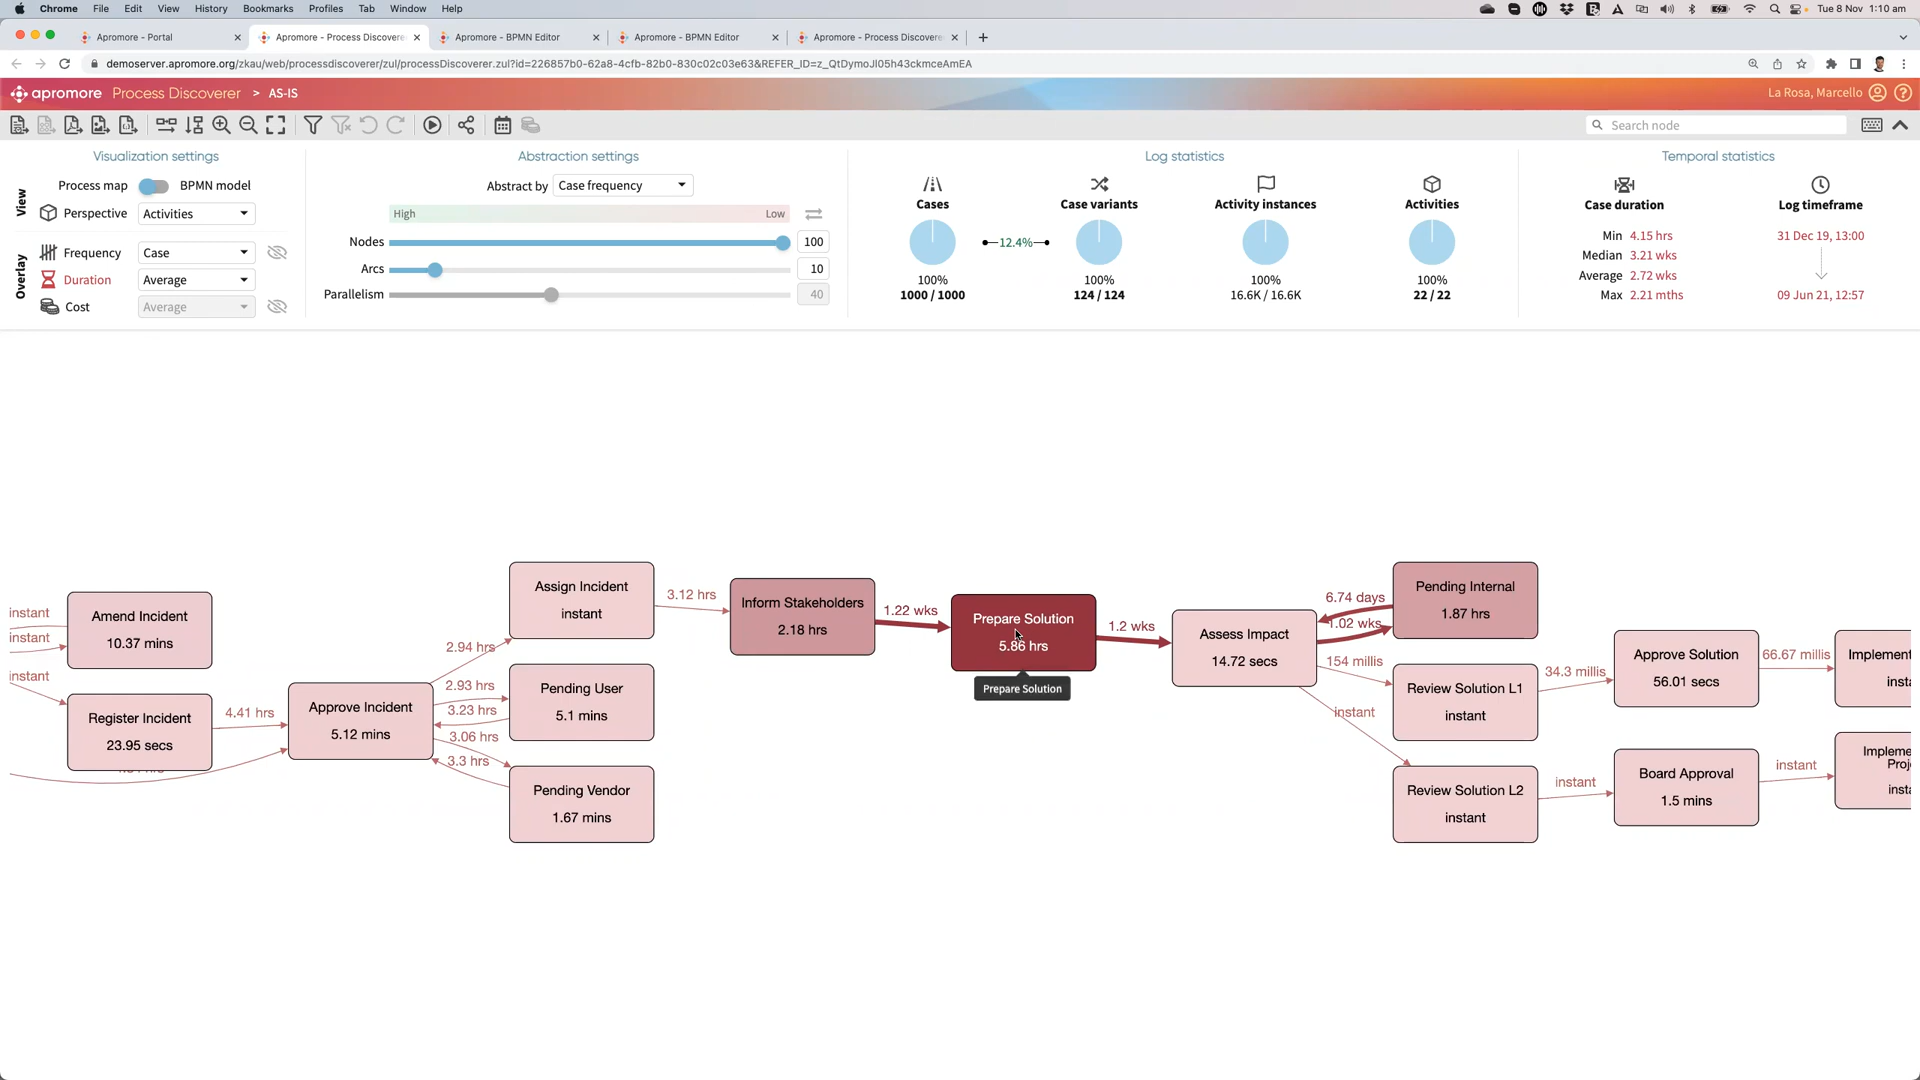 Chrome File Edit View History Bookmarks Profiles Tab Window Help Tue 8 Nov 1:10 am
Apromore - Portal Apromore - Process Discovere Apromore - BPMN Editor Apromore - BPMN Editor Apromore - Process Discovere
demoserver.apromore.org/zkau/web/processdiscoverer/zul/processDiscoverer.zul?id=226857b0-62a8-4cfb-82b0-830c02c03e63&REFER_ID=z_QtDymoJl05h43ckmceAmEA
apromore Process Discoverer > AS-IS La Rosa, Marcello
Search node
Visualization settings Abstraction settings Log statistics Temporal statistics
View
Process map BPMN model
Perspective Activities
Overlay
Frequency Case
Duration Average
Cost Average
Abstract by Case frequency
High Low
Nodes 100
Arcs 10
Parallelism 40
Cases Case variants Activity instances Activities
12.4%
100% 100% 100% 100%
1000 / 1000 124 / 124 16.6K / 16.6K 22 / 22
Case duration Log timeframe
Min 4.15 hrs 31 Dec 19, 13:00
Median 3.21 wks
Average 2.72 wks
Max 2.21 mths 09 Jun 21, 12:57
instant
instant
instant
Amend Incident
10.37 mins
Register Incident
23.95 secs
4.41 hrs
Approve Incident
5.12 mins
2.94 hrs
2.93 hrs
3.23 hrs
3.06 hrs
3.3 hrs
Assign Incident
instant
Pending User
5.1 mins
Pending Vendor
1.67 mins
3.12 hrs
Inform Stakeholders
2.18 hrs
1.22 wks
Prepare Solution
5.86 hrs
Prepare Solution
1.2 wks
Assess Impact
14.72 secs
6.74 days
1.02 wks
154 millis
instant
Pending Internal
1.87 hrs
Review Solution L1
instant
Review Solution L2
instant
34.3 millis
instant
Approve Solution
56.01 secs
Board Approval
1.5 mins
66.67 millis
instant
Implement
insta
Impleme
Proj
insta